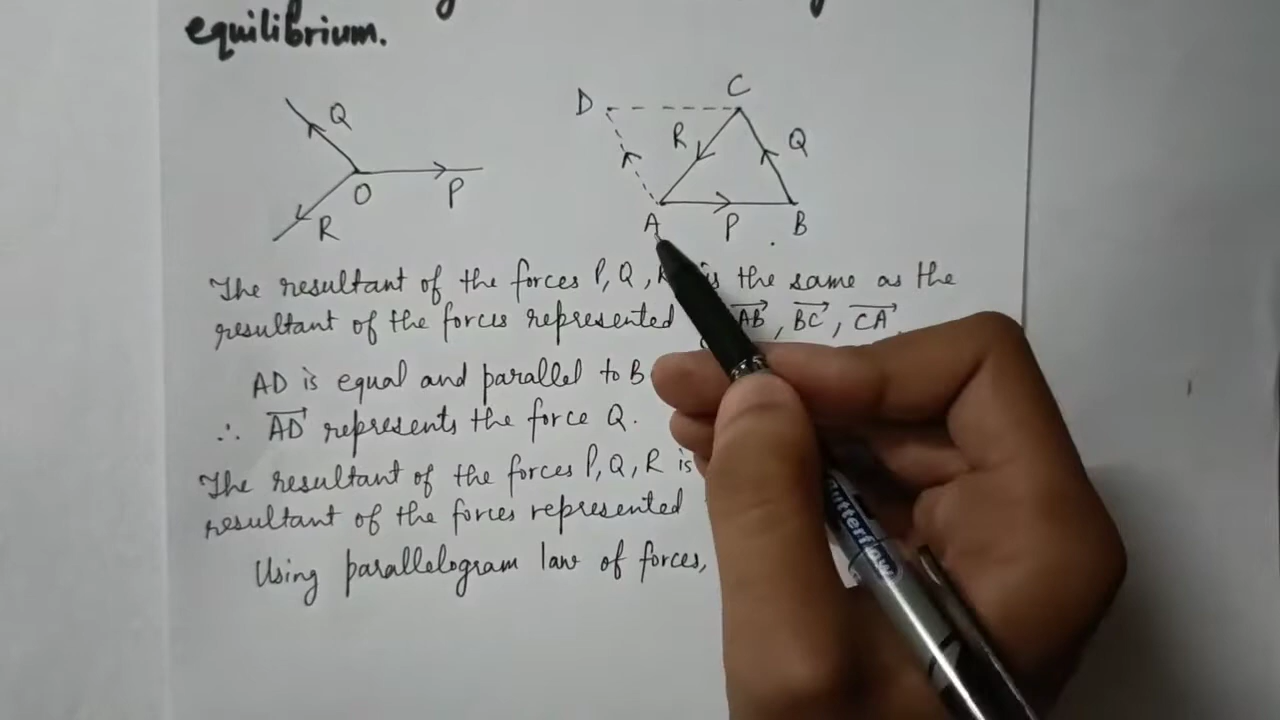 equilibrium.
Q
O
P
R
D
C
R
Q
A
P
B
The resultant of the forces P, Q, R is the same as the
resultant of the forces represented AB, BC, CA
AD is equal and parallel to B
∴ AD represents the force Q.
The resultant of the forces P, Q, R is
resultant of the forces represented
Using parallelogram law of forces,
Butterflow